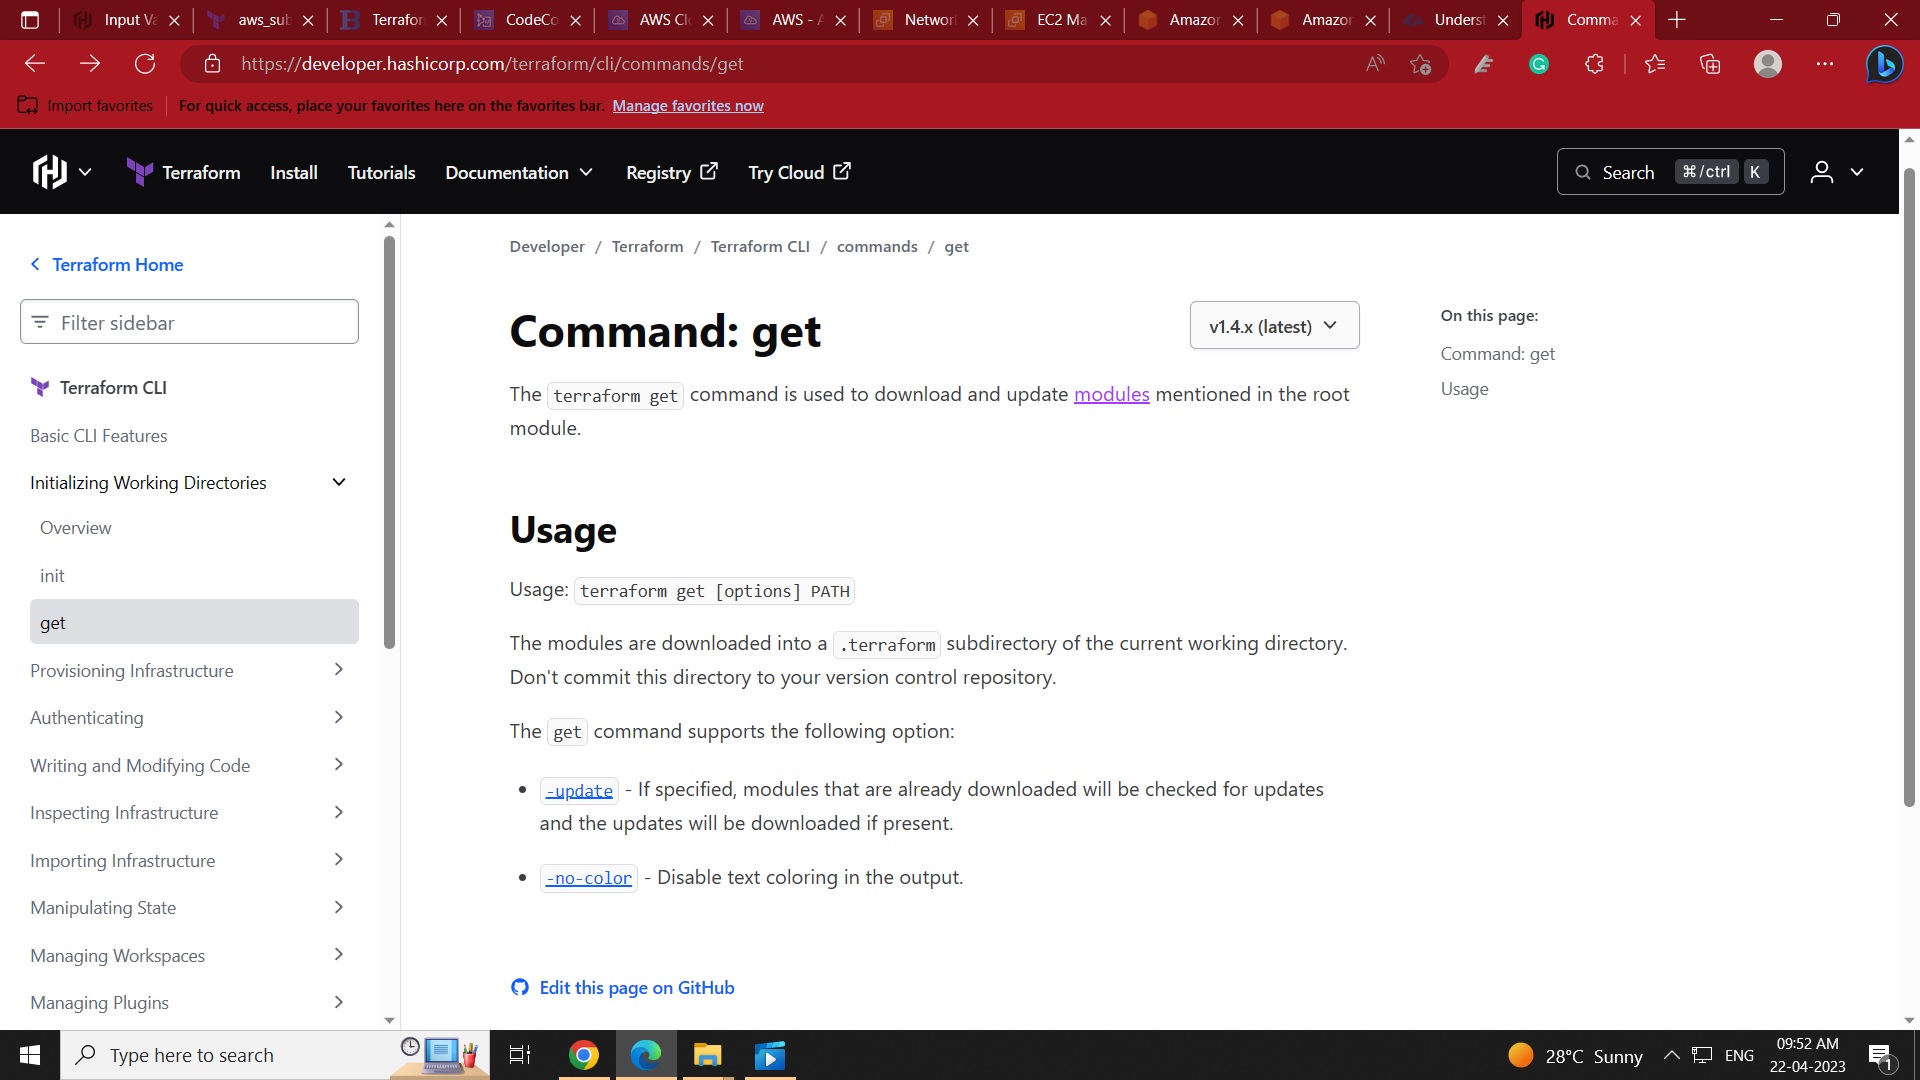 Input Va
aws_sub
Terrafor
CodeCo
AWS Cl
AWS - A
Networ
EC2 Ma
Amazor
Amazor
Underst
Comma
https://developer.hashicorp.com/terraform/cli/commands/get
Import favorites
For quick access, place your favorites here on the favorites bar. Manage favorites now
Terraform
Install
Tutorials
Documentation
Registry
Try Cloud
Search
⌘/ctrl
K
Terraform Home
Filter sidebar
Terraform CLI
Basic CLI Features
Initializing Working Directories
Overview
init
get
Provisioning Infrastructure
Authenticating
Writing and Modifying Code
Inspecting Infrastructure
Importing Infrastructure
Manipulating State
Managing Workspaces
Managing Plugins
Developer / Terraform / Terraform CLI / commands / get
Command: get
v1.4.x (latest)
The terraform get command is used to download and update modules mentioned in the root
module.
Usage
Usage: terraform get [options] PATH
The modules are downloaded into a .terraform subdirectory of the current working directory.
Don't commit this directory to your version control repository.
The get command supports the following option:
• -update - If specified, modules that are already downloaded will be checked for updates
and the updates will be downloaded if present.
• -no-color - Disable text coloring in the output.
Edit this page on GitHub
On this page:
Command: get
Usage
Type here to search
28°C Sunny
ENG
09:52 AM
22-04-2023
1